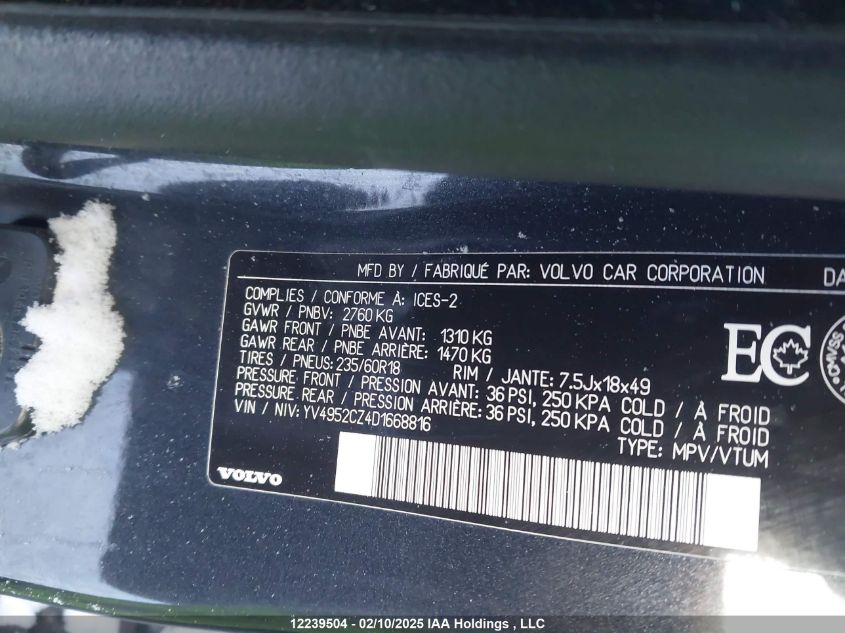 MFD BY / FABRIQUÉ PAR: VOLVO CAR CORPORATION DA
COMPLIES / CONFORME À: ICES-2
GVWR / PNBV: 2760 KG
GAWR FRONT / PNBE AVANT: 1310 KG
GAWR REAR / PNBE ARRIÈRE: 1470 KG
TIRES / PNEUS: 235/60R18 RIM / JANTE: 7.5Jx18x49
PRESSURE FRONT / PRESSION AVANT: 36 PSI, 250 KPA COLD / À FROID
PRESSURE REAR / PRESSION ARRIÈRE: 36 PSI, 250 KPA COLD / À FROID
VIN / NIV: YV4952CZ4D1668816 TYPE: MPV/VTUM
EC
CMVSS
VOLVO
12239504 - 02/10/2025 IAA Holdings , LLC